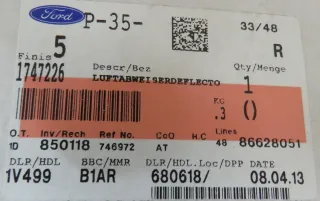 Ford P-35- 33/48
5 R
Finis Descr/Bez Qty/Menge
1747226 LUFTABWEISERDEFLECTO 1
KG
.3 ()
O.T. Inv/Rech Ref No. CoO H.C Lines
1D 850118 746972 AT 48 86628051
DLR/HDL BBC/MMR DLR/HDL.Loc/DPP DATE
1V499 B1AR 680618/ 08.04.13